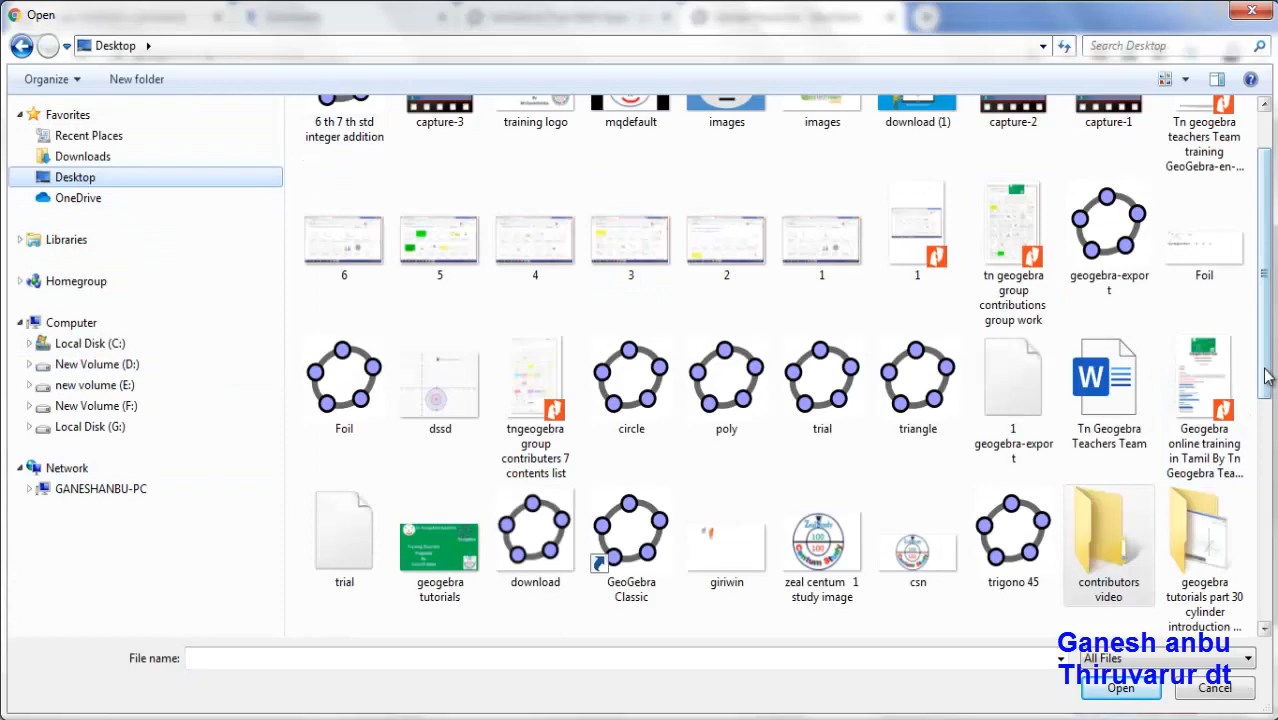 Open
Desktop
Search Desktop
Organize
New folder
Favorites
Recent Places
Downloads
Desktop
OneDrive
Libraries
Homegroup
Computer
Local Disk (C:)
New Volume (D:)
new volume (E:)
New Volume (F:)
Local Disk (G:)
Network
GANESHANBU-PC
6 th 7 th std
integer addition
capture-3
training logo
mqdefault
images
images
download (1)
capture-2
capture-1
Tn geogebra
teachers Team
training
GeoGebra-en-...
6
5
4
3
2
1
1
tn geogebra
group
contributions
group work
geogebra-expor
t
Foil
Foil
dssd
tngeogebra
group
contributers 7
contents list
circle
poly
trial
triangle
1
geogebra-expor
t
Tn Geogebra
Teachers Team
Geogebra
online training
in Tamil By Tn
Geogebra Tea...
trial
geogebra
tutorials
download
GeoGebra
Classic
giriwin
zeal centum 1
study image
csn
trigono 45
contributors
video
geogebra
tutorials part 30
cylinder
introduction ...
File name:
All Files
Open
Cancel
Ganesh anbu
Thiruvarur dt